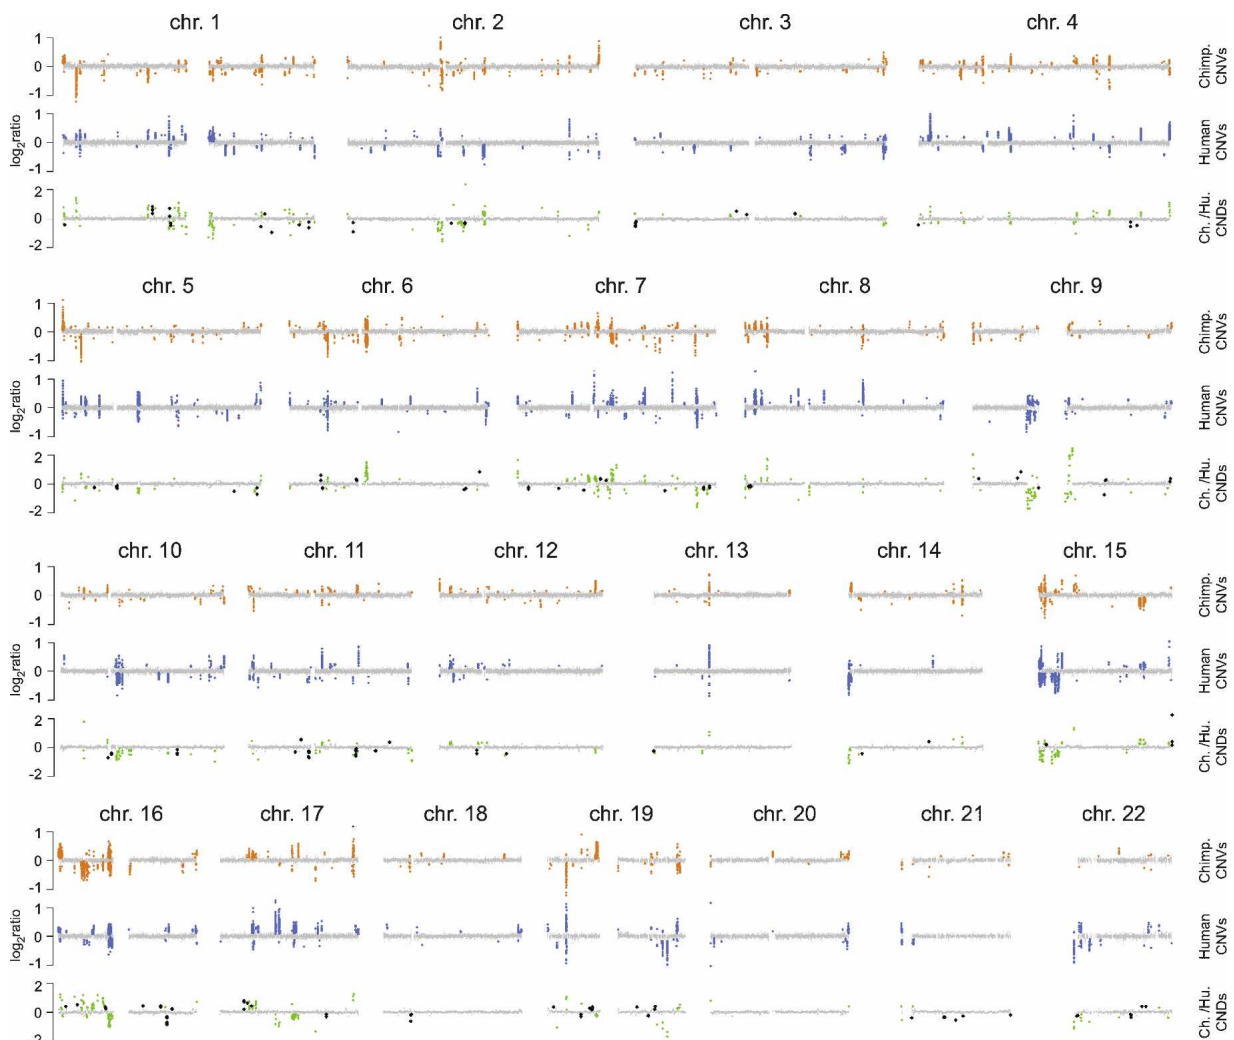 chr. 1 chr. 2 chr. 3 chr. 4
1
0
-1
Chimp. CNVs
log2ratio
1
0
-1
Human CNVs
2
0
-2
Ch. /Hu. CNDs
chr. 5 chr. 6 chr. 7 chr. 8 chr. 9
1
0
-1
Chimp. CNVs
log2ratio
1
0
-1
Human CNVs
2
0
-2
Ch. /Hu. CNDs
chr. 10 chr. 11 chr. 12 chr. 13 chr. 14 chr. 15
1
0
-1
Chimp. CNVs
log2ratio
1
0
-1
Human CNVs
2
0
-2
Ch. /Hu. CNDs
chr. 16 chr. 17 chr. 18 chr. 19 chr. 20 chr. 21 chr. 22
1
0
-1
Chimp. CNVs
log2ratio
1
0
-1
Human CNVs
2
0
-2
Ch. /Hu. CNDs